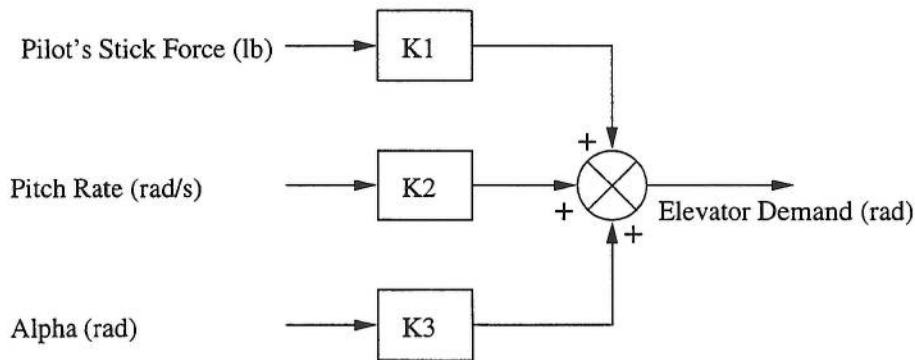 Pilot's Stick Force (lb)
K1
+
Pitch Rate (rad/s)
K2
+
Elevator Demand (rad)
+
Alpha (rad)
K3